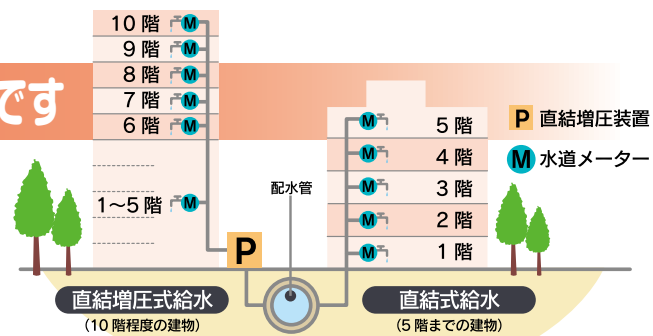 です
10 階 M
9 階 M
8 階 M
7 階 M
6 階 M
1〜5 階 M
P
配水管
M 5 階
M 4 階
M 3 階
M 2 階
M 1 階
P 直結増圧装置
M 水道メーター
直結増圧式給水
(10 階程度の建物)
直結式給水
(5 階までの建物)